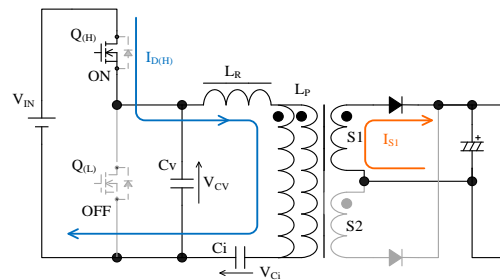 Q(H)
ID(H)
ON
LR
LP
VIN
S1
IS1
+
Q(L)
Cv
VCV
OFF
S2
Ci
VCi